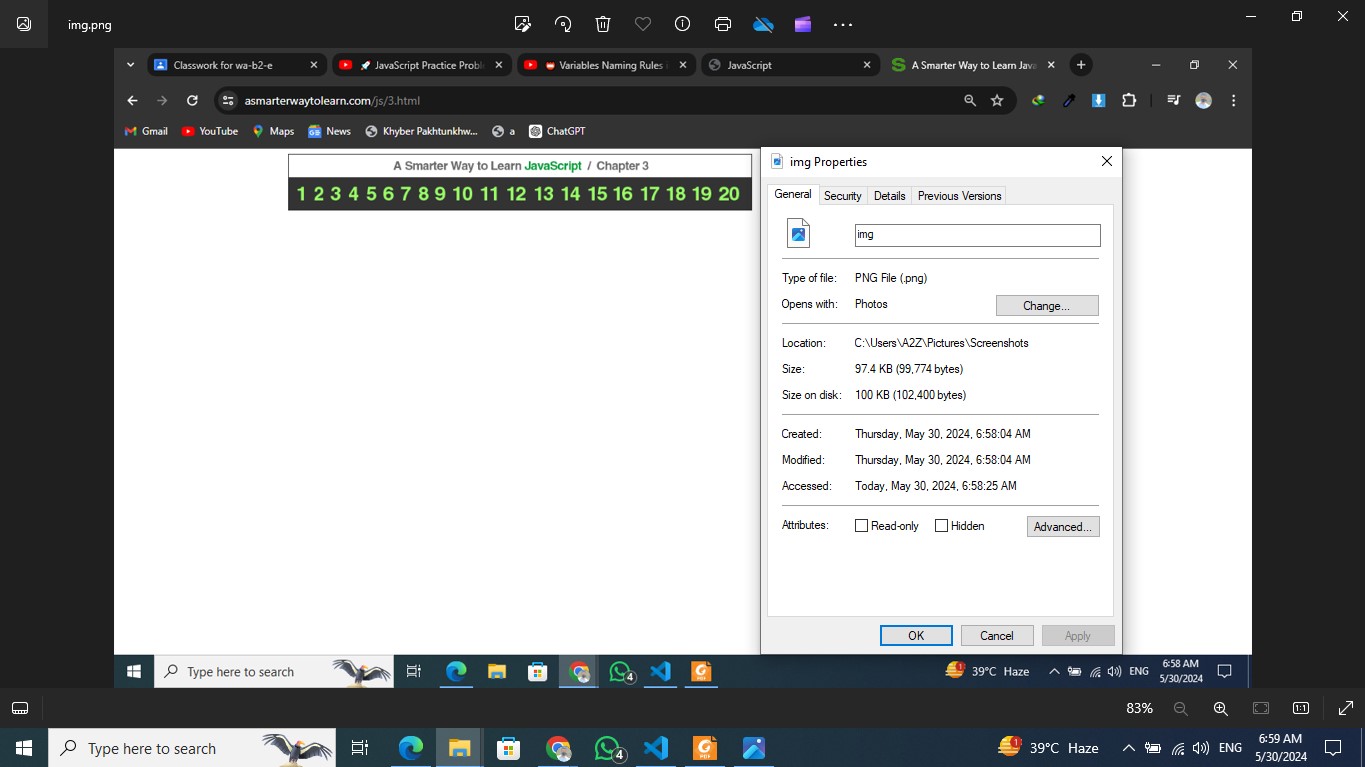 img.png
Classwork for wa-b2-e
JavaScript Practice Probl
Variables Naming Rules i
JavaScript
A Smarter Way to Learn Java
asmarterwaytolearn.com/js/3.html
Gmail YouTube Maps News Khyber Pakhtunkhw... a ChatGPT
A Smarter Way to Learn JavaScript / Chapter 3
1 2 3 4 5 6 7 8 9 10 11 12 13 14 15 16 17 18 19 20
img Properties
General Security Details Previous Versions
img
Type of file: PNG File (.png)
Opens with: Photos Change...
Location: C:\Users\A2Z\Pictures\Screenshots
Size: 97.4 KB (99,774 bytes)
Size on disk: 100 KB (102,400 bytes)
Created: Thursday, May 30, 2024, 6:58:04 AM
Modified: Thursday, May 30, 2024, 6:58:04 AM
Accessed: Today, May 30, 2024, 6:58:25 AM
Attributes: Read-only Hidden Advanced...
OK Cancel Apply
Type here to search 4 1 39°C Haze ENG 6:58 AM
5/30/2024
83% 1:1
Type here to search 4 PDF 1 39°C Haze ENG 6:59 AM
5/30/2024